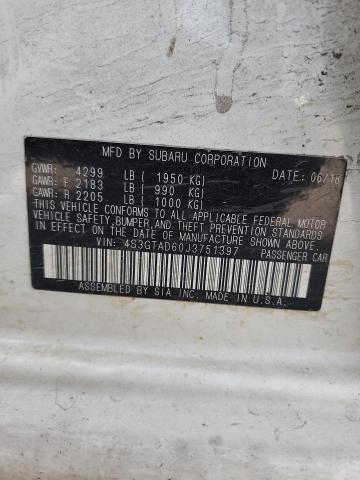 MFD BY SUBARU CORPORATION DATE: 06/18
GVWR: 4299 LB (1950 KG)
GAWR: F 2183 LB (990 KG)
GAWR: R 2205 LB (1000 KG)
THIS VEHICLE CONFORMS TO ALL APPLICABLE FEDERAL MOTOR
VEHICLE SAFETY, BUMPER, AND THEFT PREVENTION STANDARDS
IN EFFECT ON THE DATE OF MANUFACTURE SHOWN ABOVE.
VIN: 4S3GTAD60J3751397 PASSENGER CAR
ASSEMBLED BY SIA INC. MADE IN U.S.A.